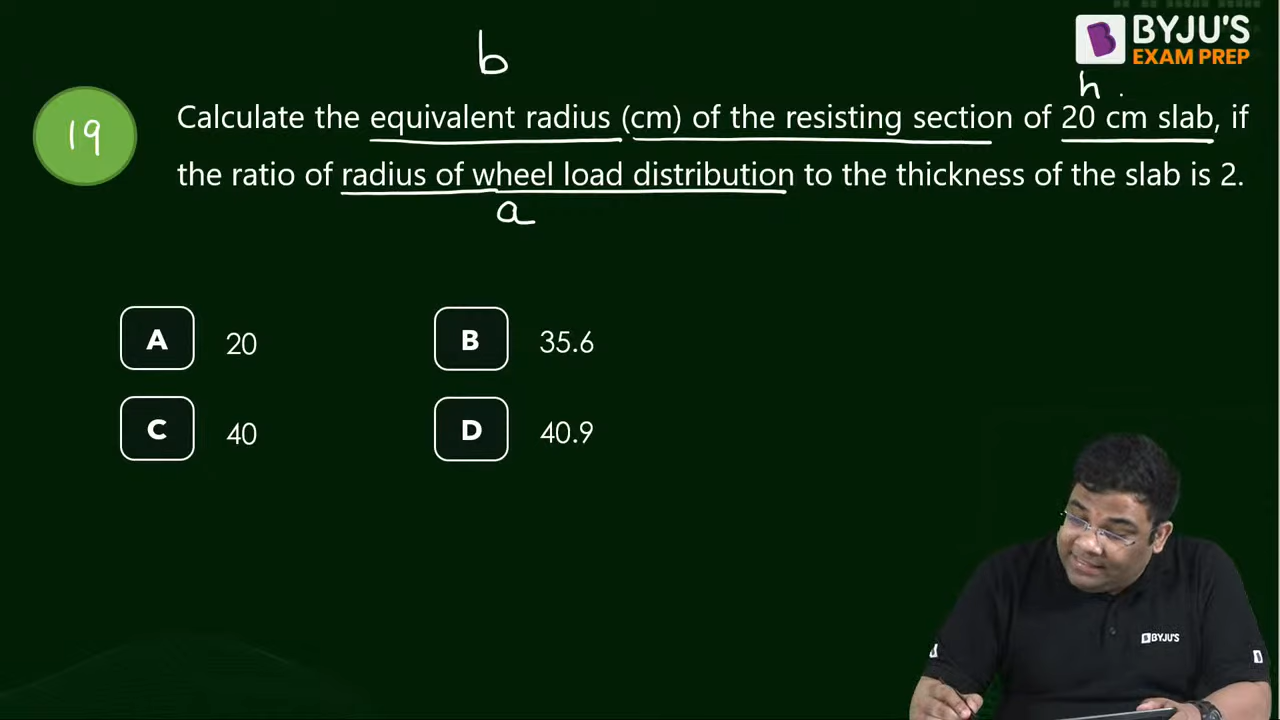 BYJU'S
EXAM PREP
b
h
19
Calculate the equivalent radius (cm) of the resisting section of 20 cm slab, if
the ratio of radius of wheel load distribution to the thickness of the slab is 2.
a
A 20
B 35.6
C 40
D 40.9
BYJU'S